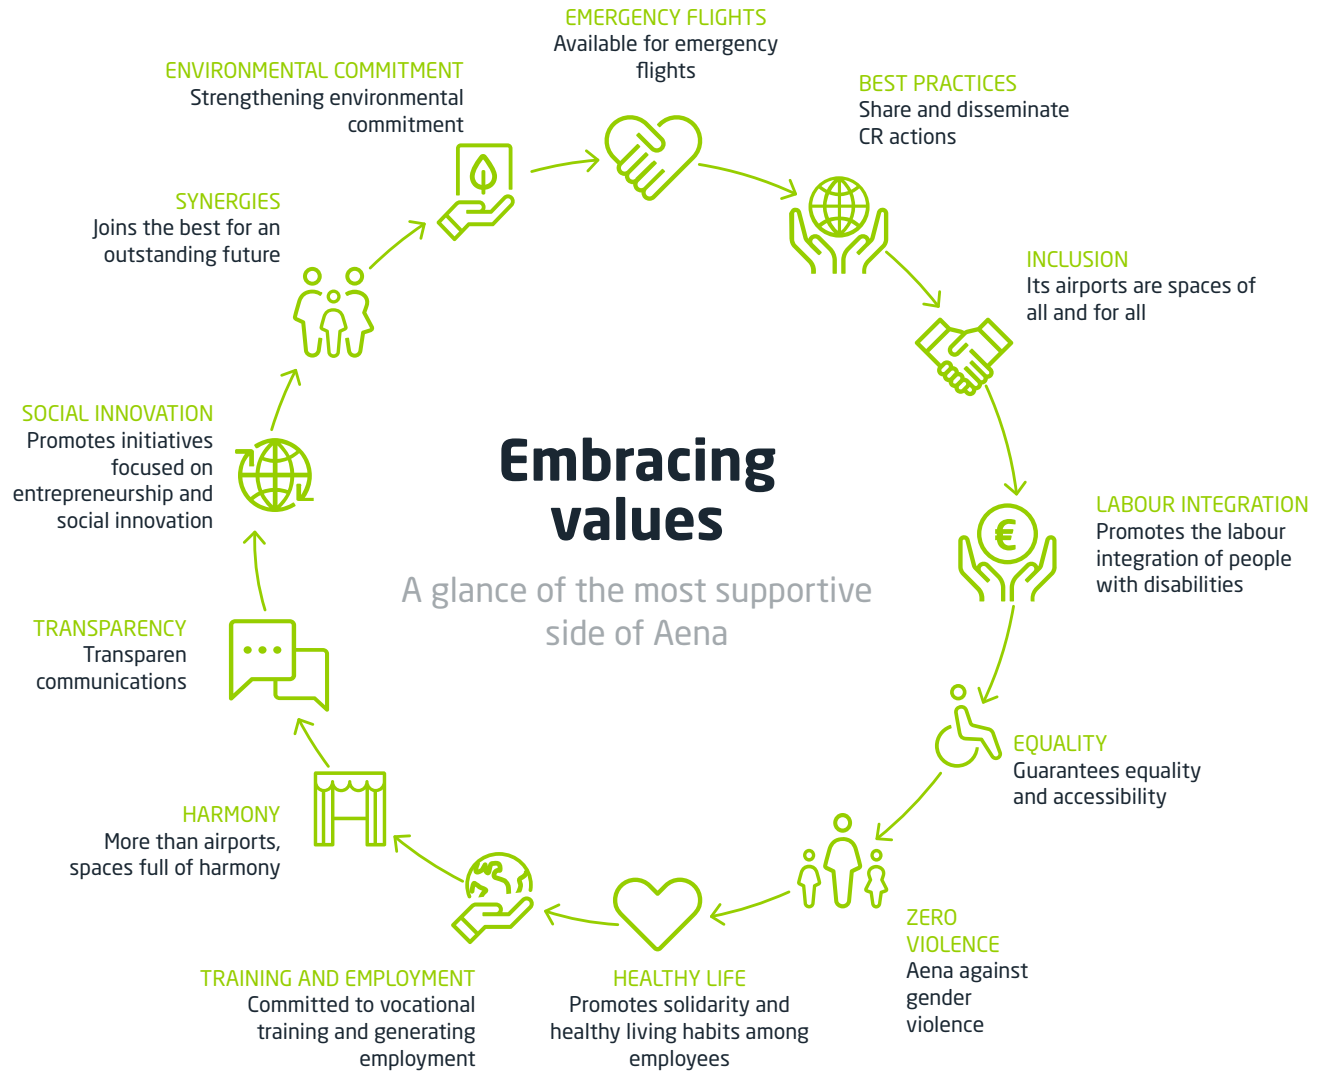 EMERGENCY FLIGHTS
Available for emergency
flights
BEST PRACTICES
Share and disseminate
CR actions
INCLUSION
Its airports are spaces of
all and for all
LABOUR INTEGRATION
Promotes the labour
integration of people
with disabilities
EQUALITY
Guarantees equality
and accessibility
ZERO
VIOLENCE
Aena against
gender
violence
HEALTHY LIFE
Promotes solidarity and
healthy living habits among
employees
TRAINING AND EMPLOYMENT
Committed to vocational
training and generating
employment
HARMONY
More than airports,
spaces full of harmony
TRANSPARENCY
Transparen
communications
SOCIAL INNOVATION
Promotes initiatives
focused on
entrepreneurship and
social innovation
SYNERGIES
Joins the best for an
outstanding future
ENVIRONMENTAL COMMITMENT
Strengthening environmental
commitment
Embracing
values
A glance of the most supportive
side of Aena
€